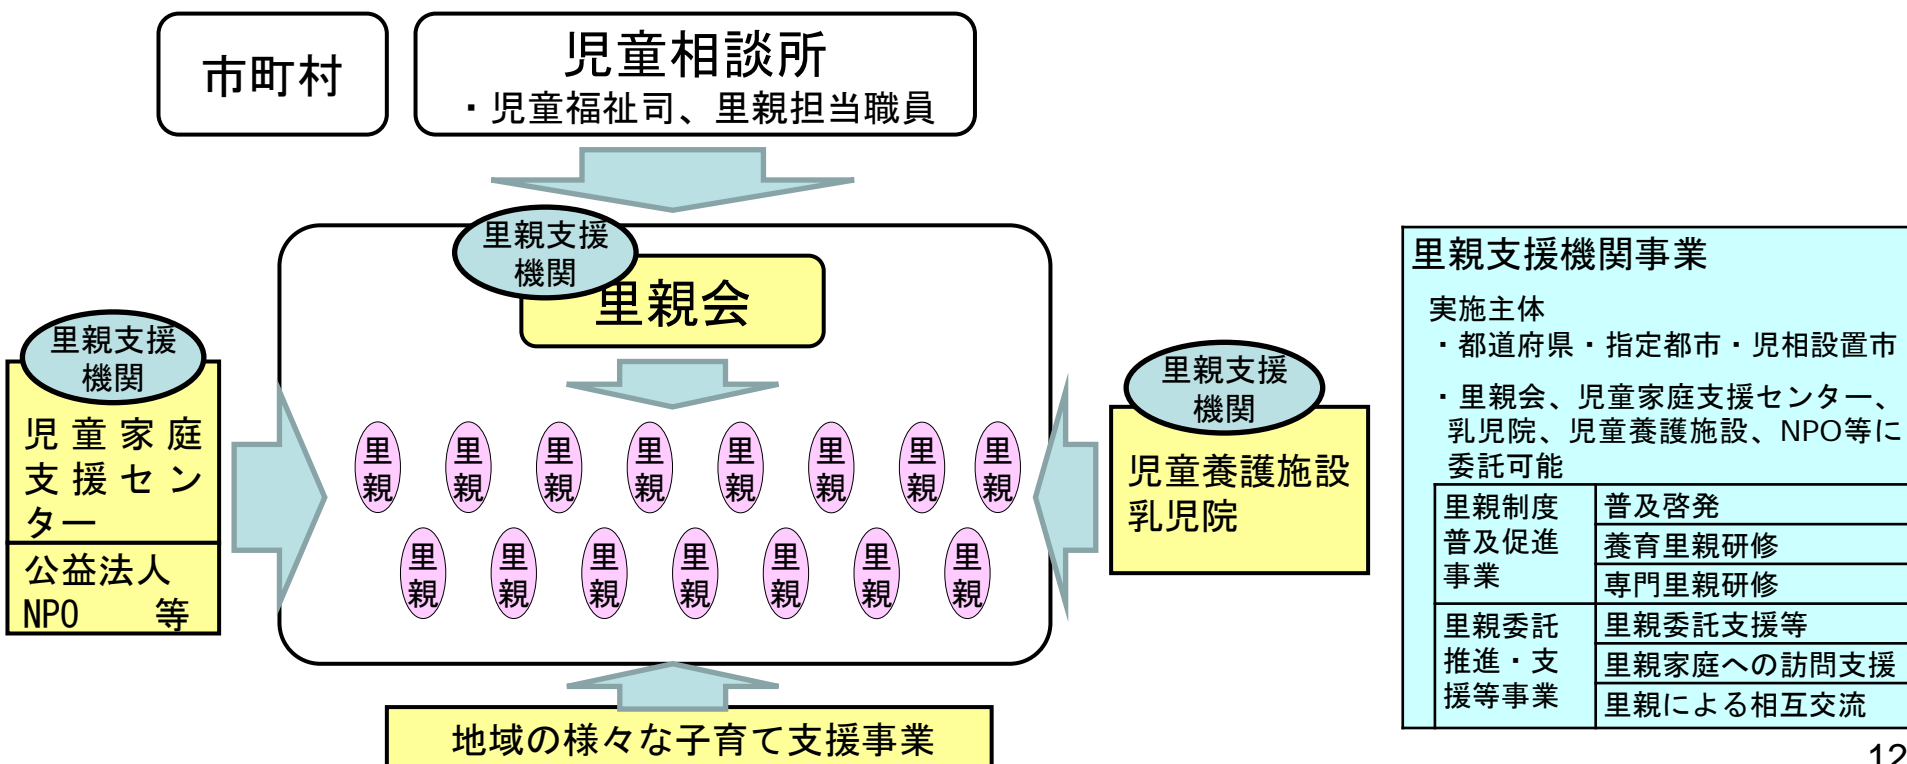 市町村
児童相談所
・児童福祉司、里親担当職員
里親支援
機関
里親会
里親支援
機関
児童家庭
支援セン
ター
公益法人
NPO 等
里親 里親 里親 里親 里親 里親 里親 里親
里親 里親 里親 里親 里親 里親 里親
里親支援
機関
児童養護施設
乳児院
地域の様々な子育て支援事業
里親支援機関事業
実施主体
・都道府県・指定都市・児相設置市
・里親会、児童家庭支援センター、
乳児院、児童養護施設、NPO等に
委託可能
里親制度
普及促進
事業
普及啓発
養育里親研修
専門里親研修
里親委託
推進・支
援等事業
里親委託支援等
里親家庭への訪問支援
里親による相互交流
12